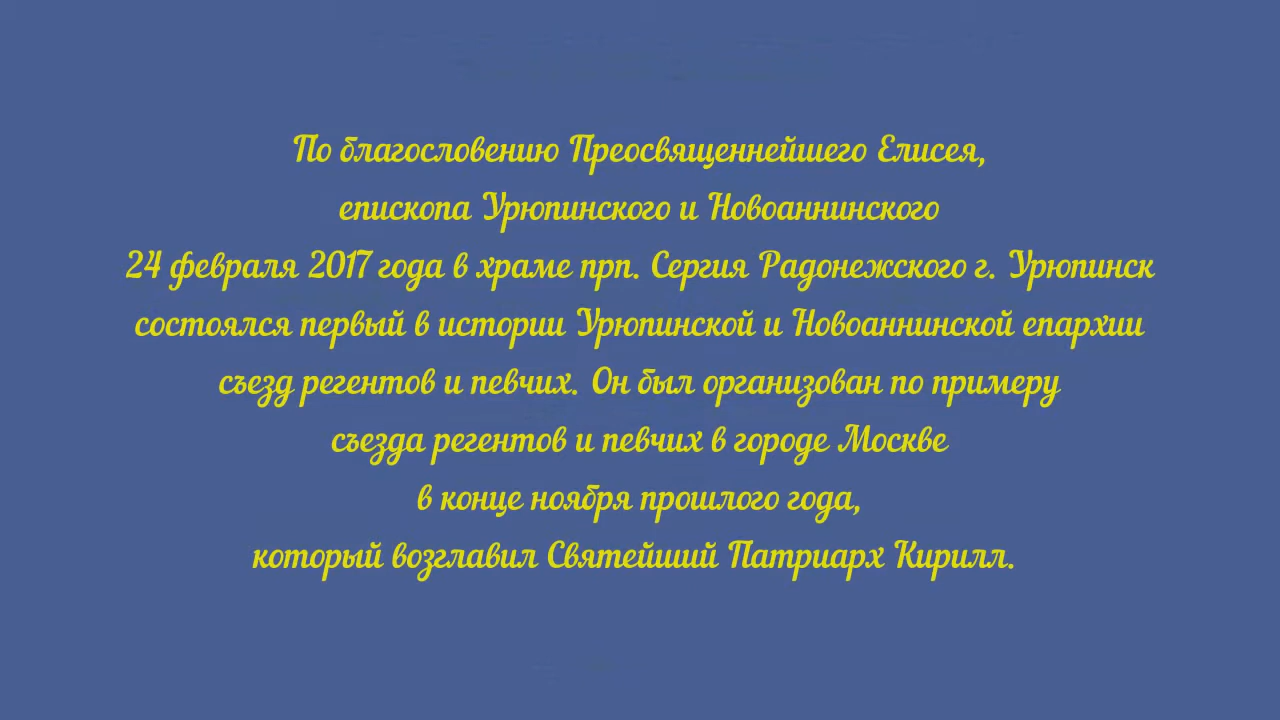 По благословению Преосвященнейшего Елисея,
епископа Урюпинского и Новоаннинского
24 февраля 2017 года в храме прп. Сергия Радонежского г. Урюпинск
состоялся первый в истории Урюпинской и Новоаннинской епархии
съезд регентов и певчих. Он был организован по примеру
съезда регентов и певчих в городе Москве
в конце ноября прошлого года,
который возглавил Святейший Патриарх Кирилл.